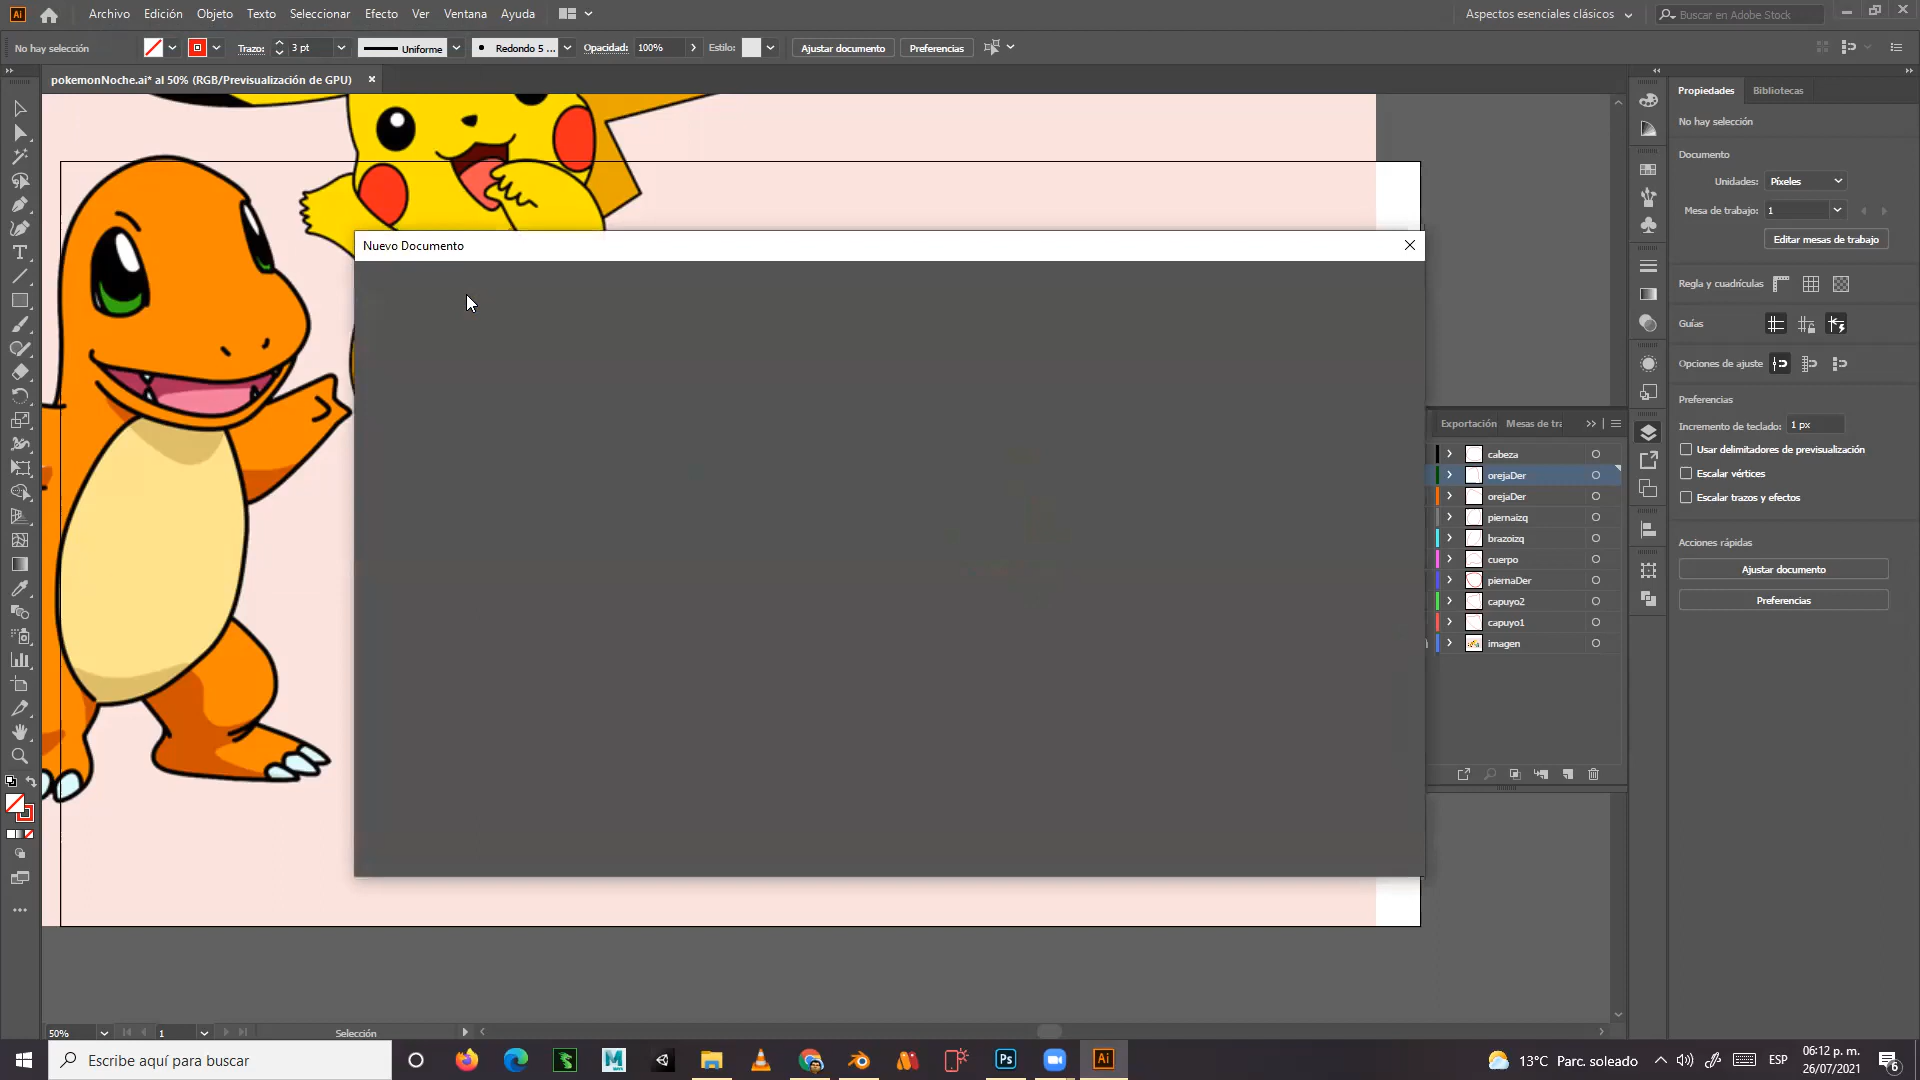 Ai Archivo Edición Objeto Texto Seleccionar Efecto Ver Ventana Ayuda Aspectos esenciales clásicos Buscar en Adobe Stock
No hay selección Trazo: 3 pt Uniforme Redondo 5 ... Opacidad: 100% Estilo: Ajustar documento Preferencias
pokemonNoche.ai* al 50% (RGB/Previsualización de GPU)
Nuevo Documento
Propiedades Bibliotecas
No hay selección
Documento
Unidades: Píxeles
Mesa de trabajo: 1
Editar mesas de trabajo
Regla y cuadrículas
Guías
Opciones de ajuste
Preferencias
Incremento de teclado: 1 px
Usar delimitadores de previsualización
Escalar vértices
Escalar trazos y efectos
Acciones rápidas
Ajustar documento
Preferencias
Exportación Mesas de tra
cabeza
orejaDer
orejaDer
piernaizq
brazoizq
cuerpo
piernaDer
capuyo2
capuyo1
imagen
50% 1 Selección
Escribe aquí para buscar
Ps
Ai
13°C Parc. soleado
ESP
06:12 p. m.
26/07/2021
6